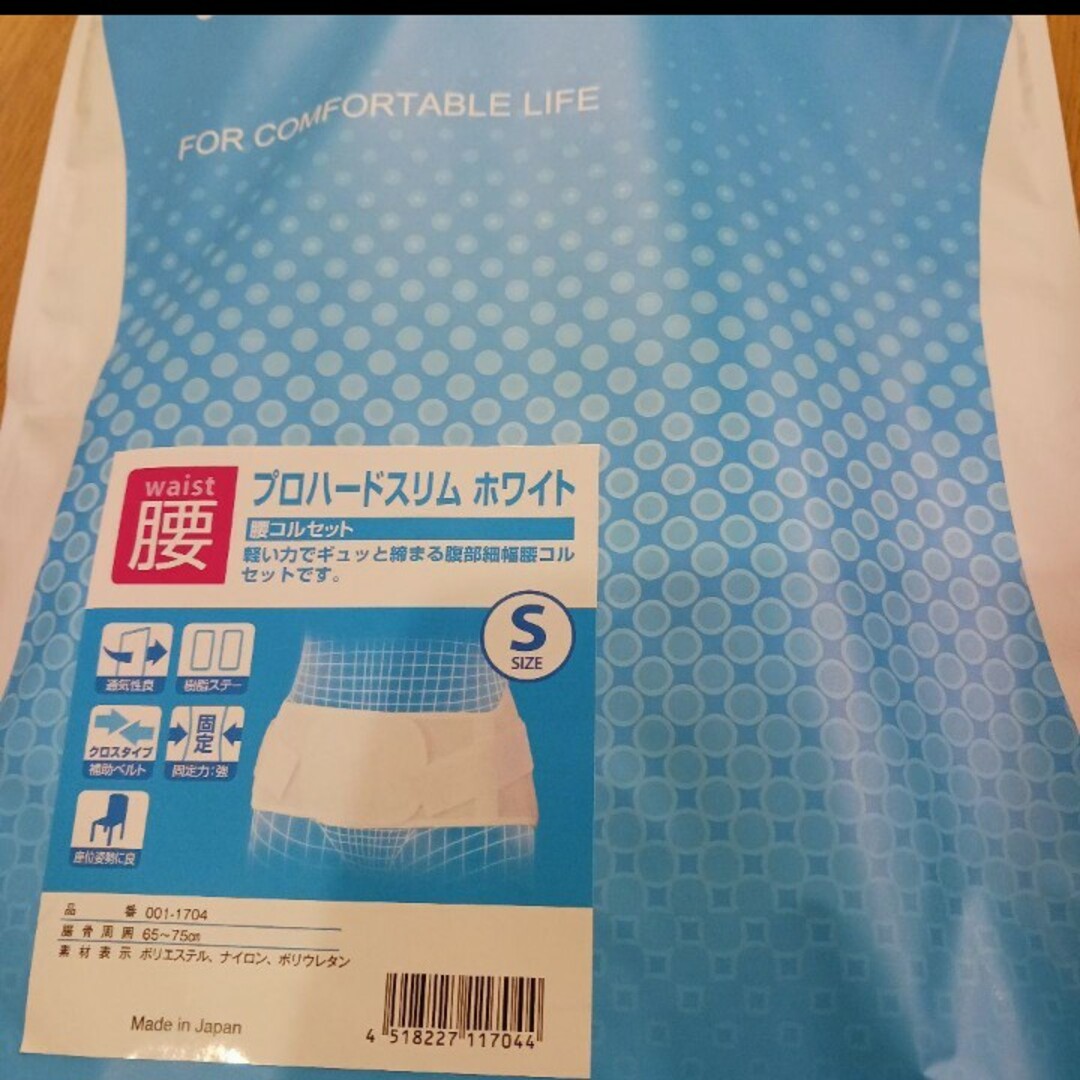 FOR COMFORTABLE LIFE
waist
腰
プロハードスリム ホワイト
腰コルセット
軽い力でギュッと締まる腹部細幅腰コル
セットです。
S
SIZE
通気性良
樹脂ステー
クロスタイプ
補助ベルト
固定
固定力:強
座位姿勢に良
品番 001-1704
腸骨周囲 65~75cm
素材表示 ポリエステル、ナイロン、ポリウレタン
Made in Japan
4 518227 117044